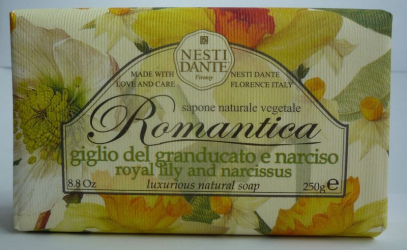 NESTI
DANTE
Firenze
MADE WITH
LOVE AND CARE
NESTI DANTE
FLORENCE ITALY
sapone naturale vegetale
Romantica
giglio del granducato e narciso
royal lily and narcissus
8.8 Oz
luxurious natural soap
250g e